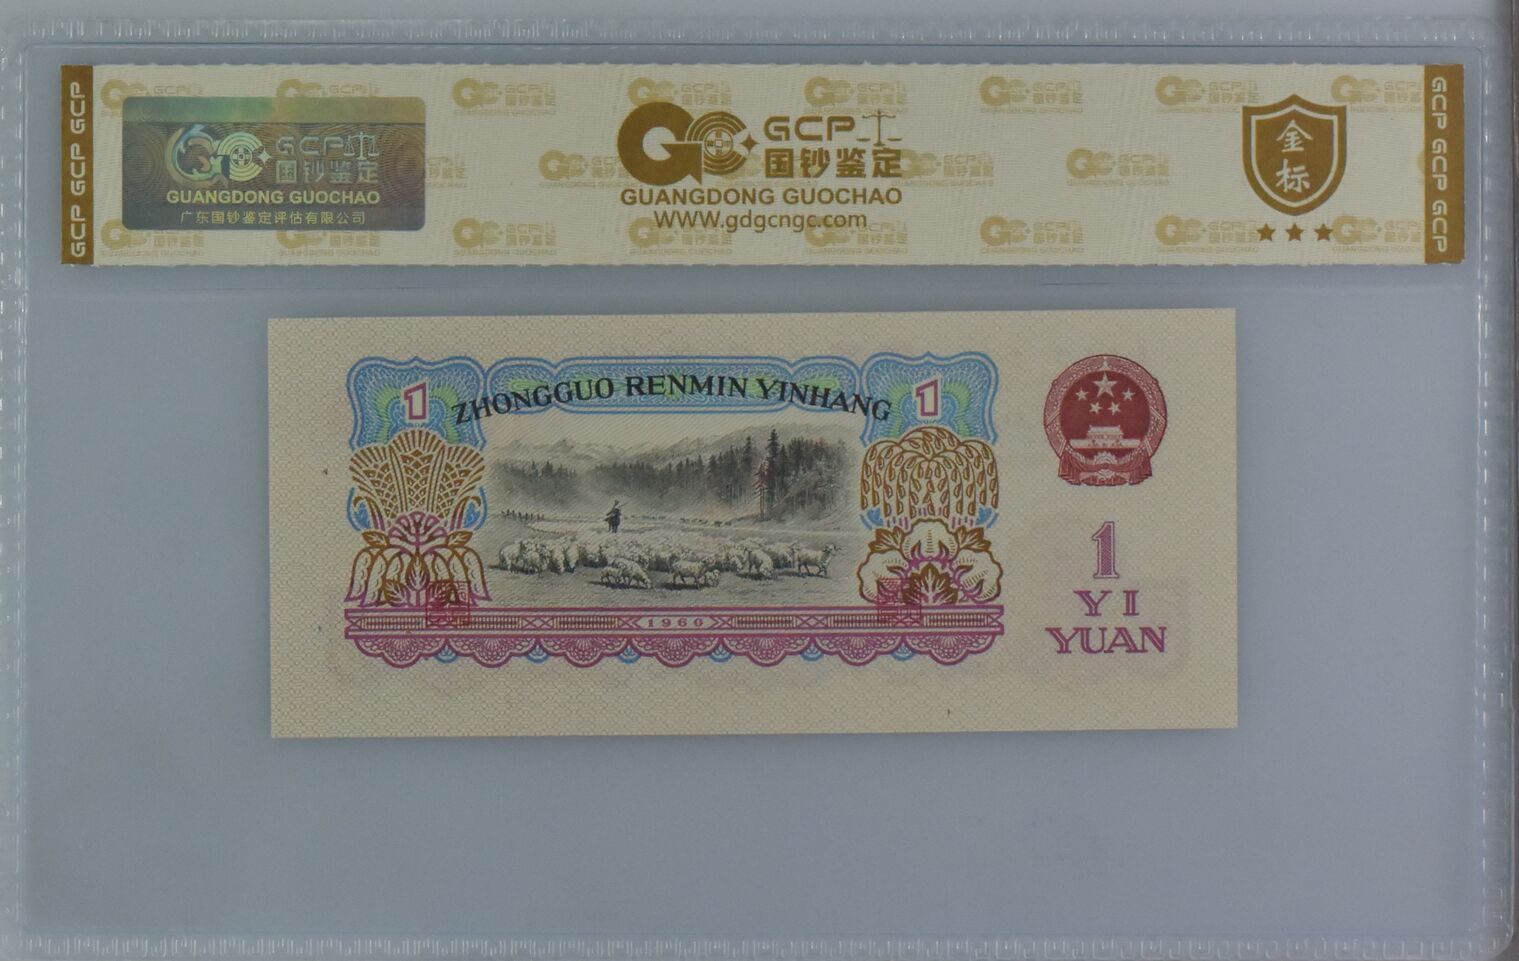 GCP GCP GCP
GCP
国钞鉴定
GUANGDONG GUOCHAO
广东国钞鉴定评估有限公司
GCP
国钞鉴定
GUANGDONG GUOCHAO
WWW.gdgcngc.com
金
标
GCP GCP GCP
1
ZHONGGUO RENMIN YINHANG
1
1960
1
YI
YUAN